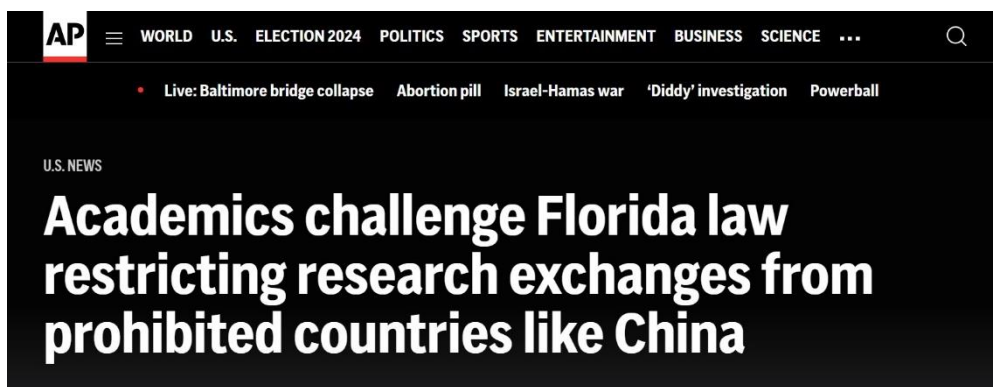 AP WORLD U.S. ELECTION 2024 POLITICS SPORTS ENTERTAINMENT BUSINESS SCIENCE ...
• Live: Baltimore bridge collapse Abortion pill Israel-Hamas war ‘Diddy’ investigation Powerball
U.S. NEWS
Academics challenge Florida law
restricting research exchanges from
prohibited countries like China